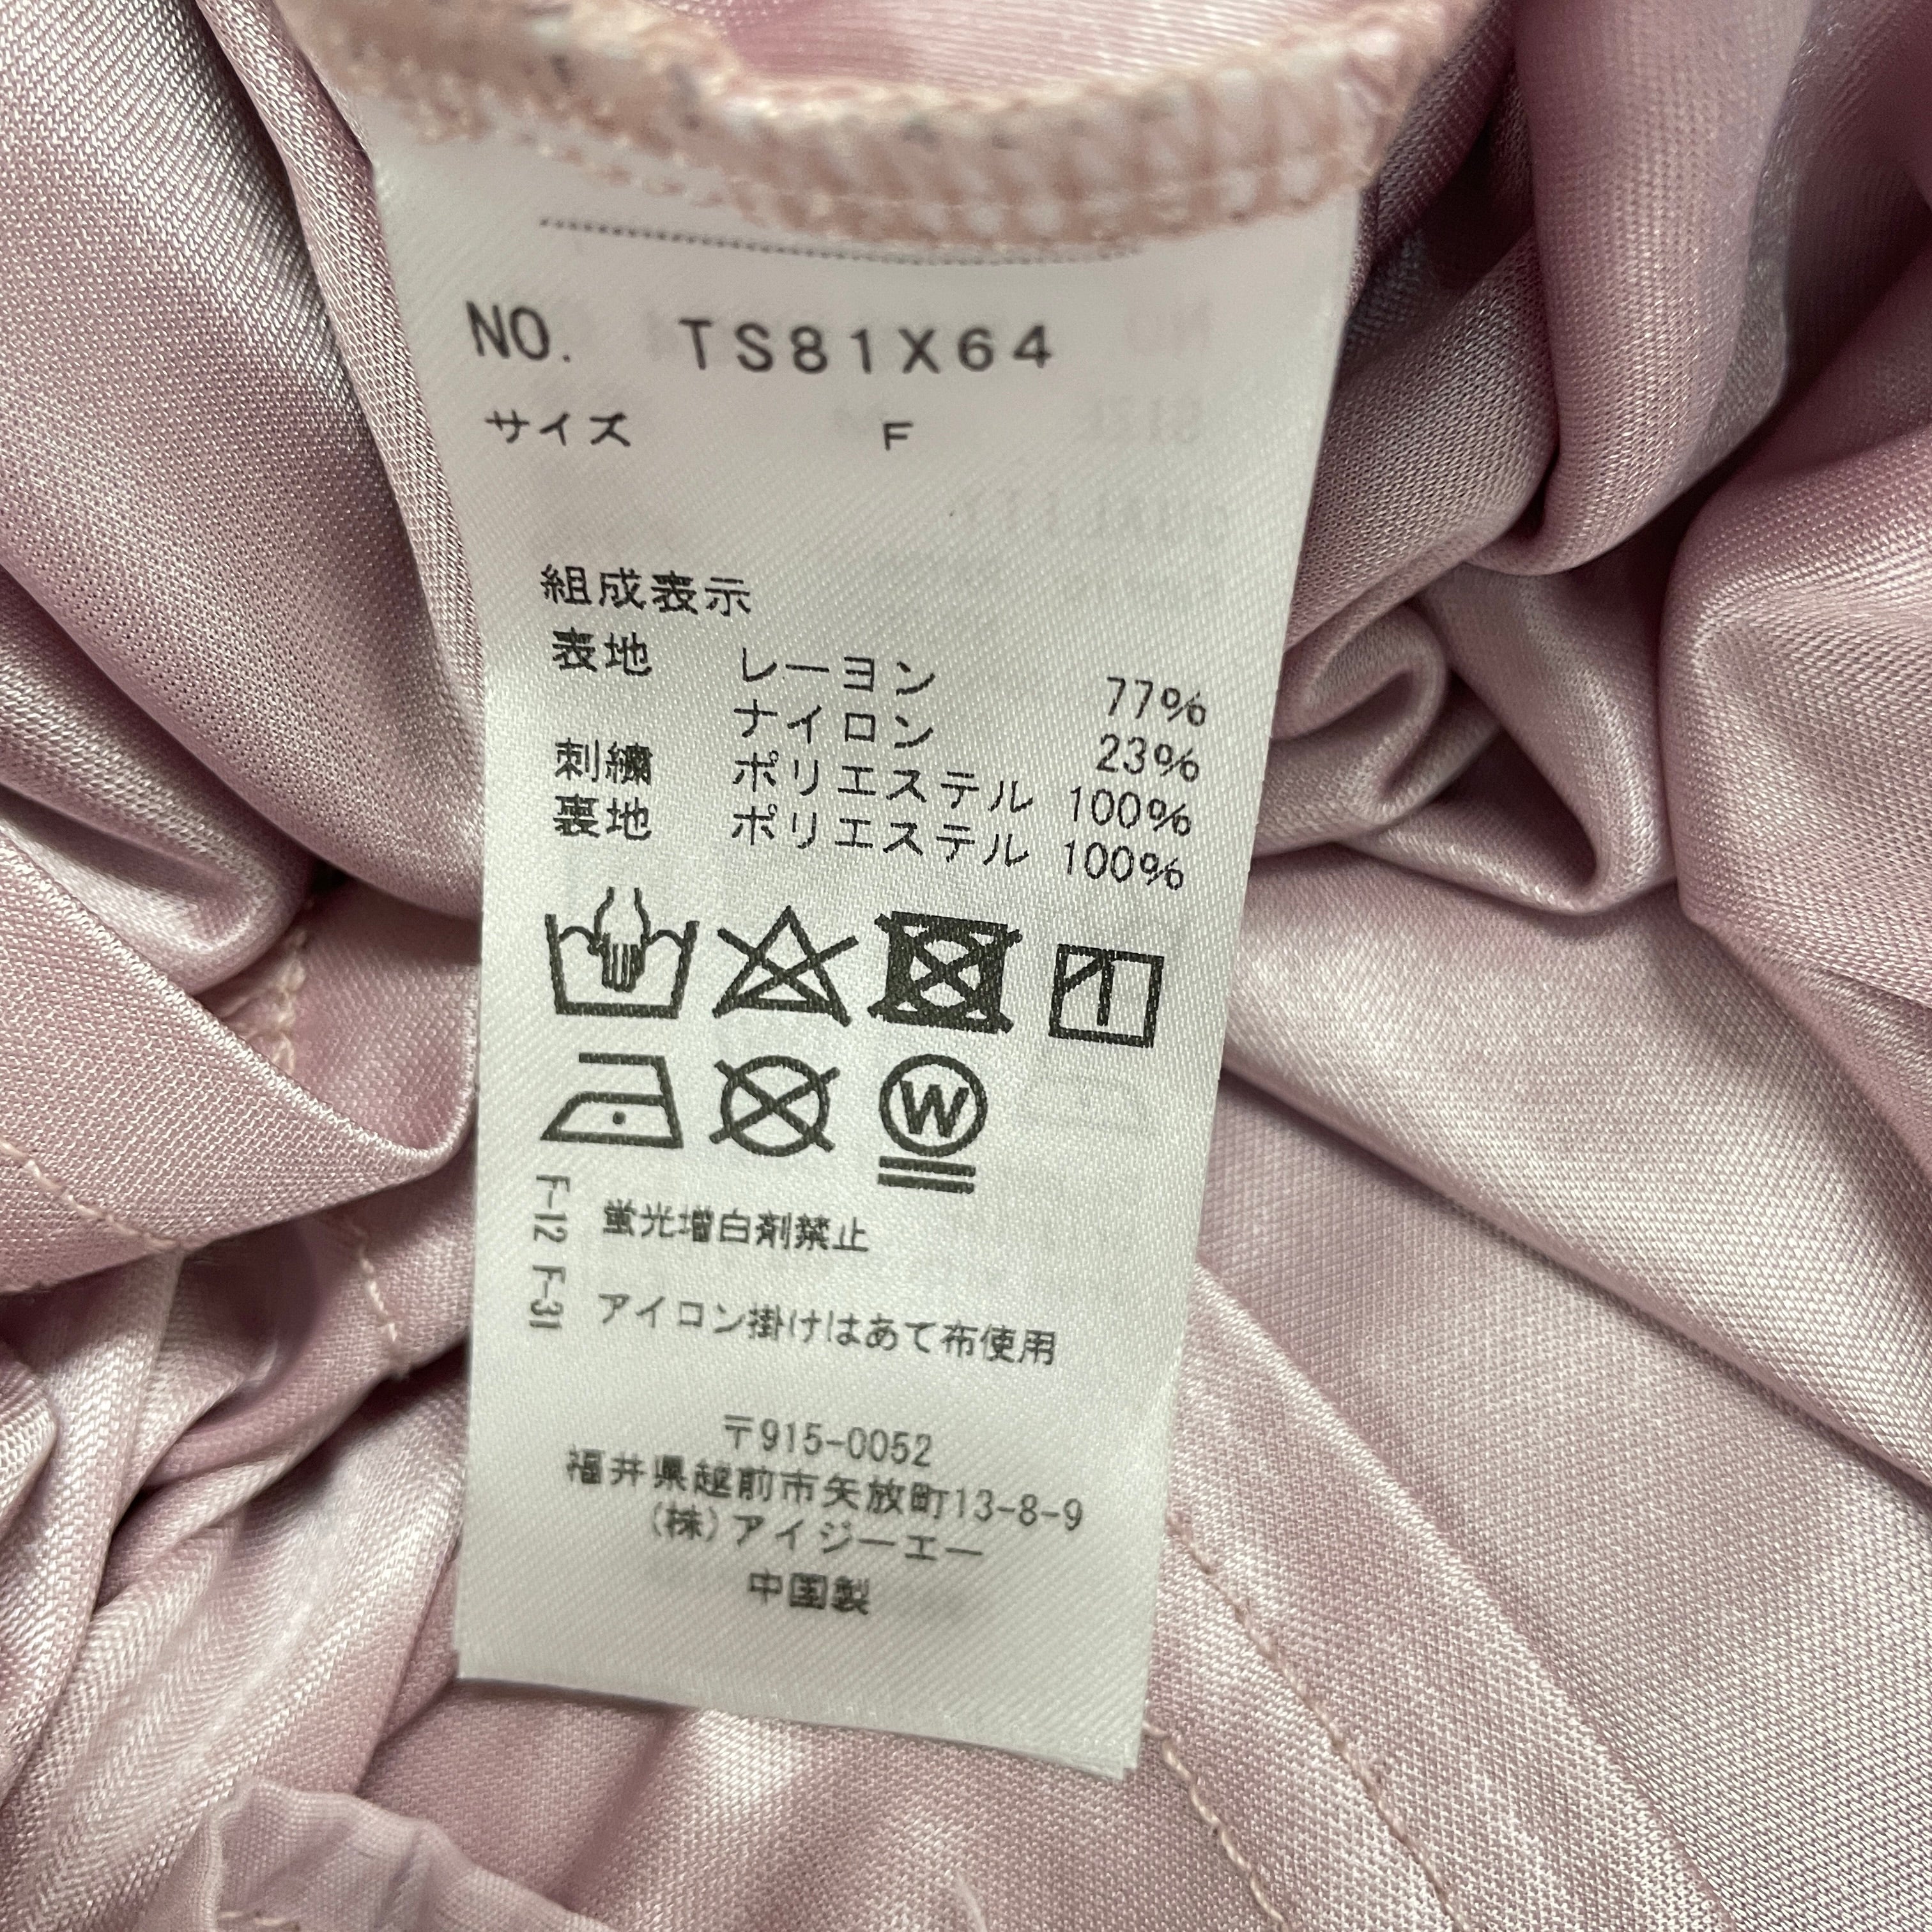 NO. TS81X64
サイズ F
組成表示
表地 レーヨン 77%
ナイロン 23%
刺繍 ポリエステル 100%
裏地 ポリエステル 100%
W
F-12 蛍光増白剤禁止
F-31 アイロン掛けはあて布使用
〒915-0052
福井県越前市矢放町13-8-9
(株)アイジーエー
中国製